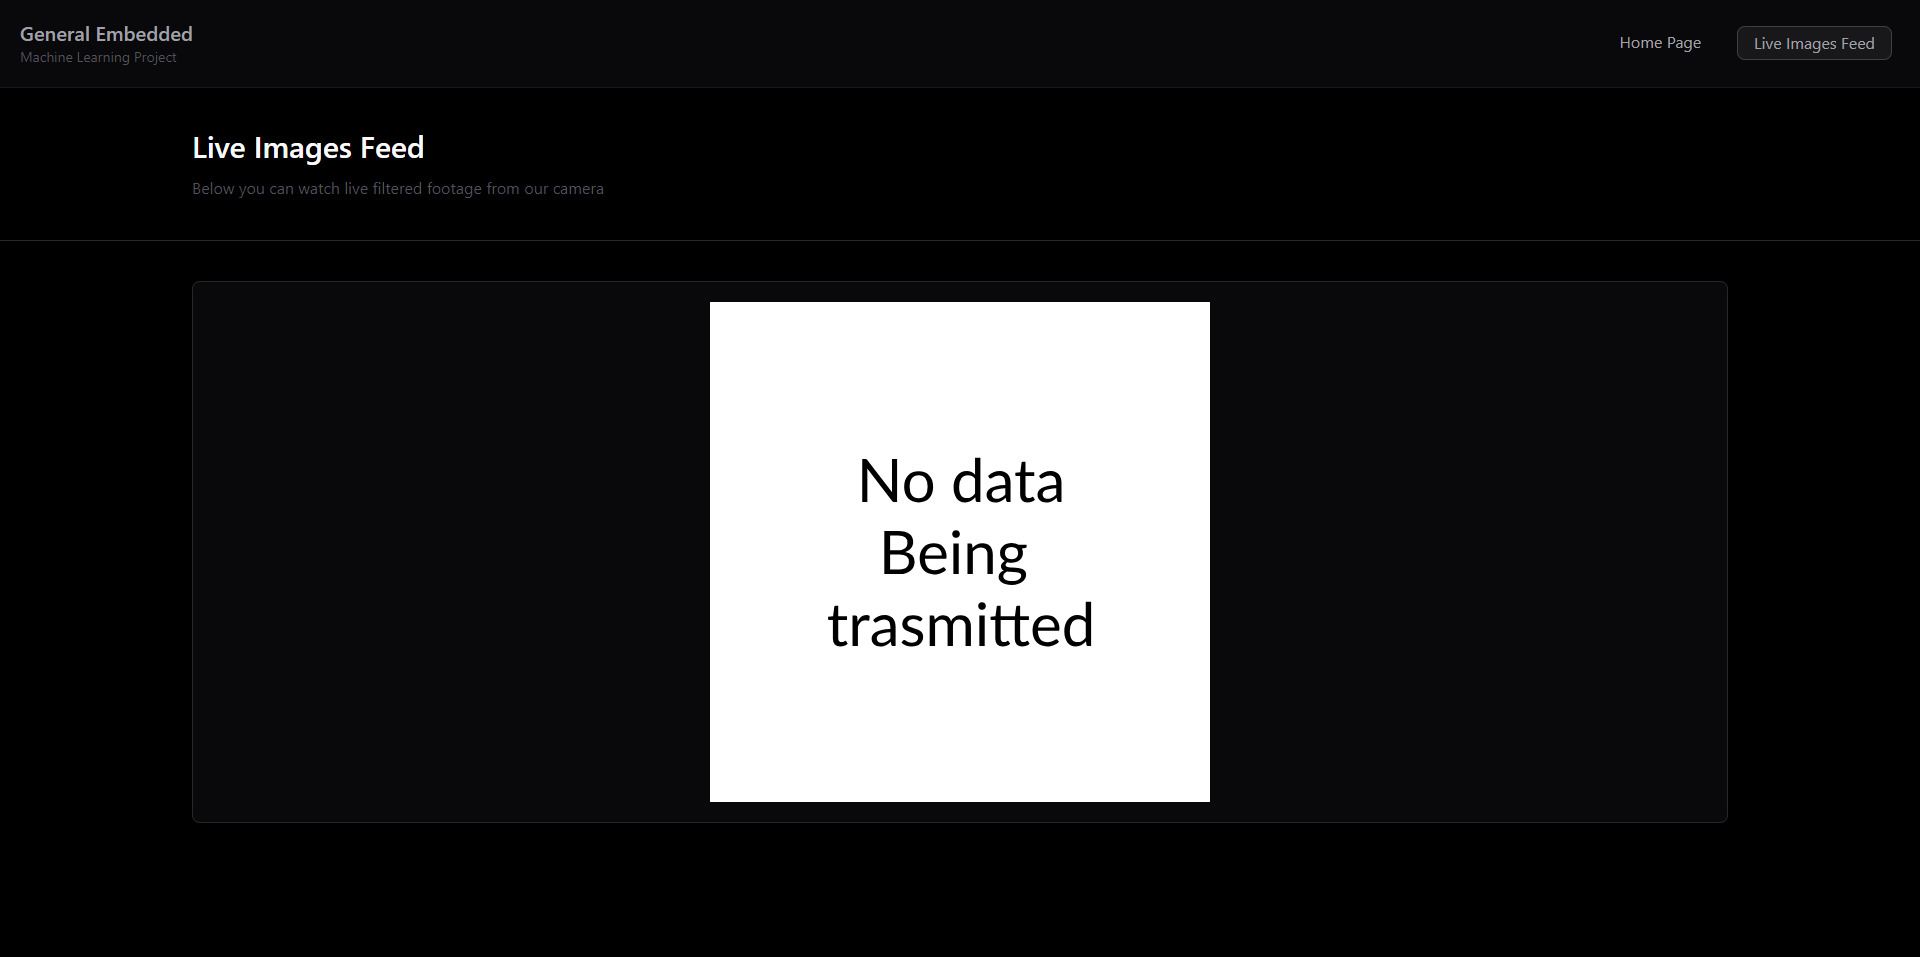 General Embedded
Machine Learning Project
Home Page
Live Images Feed
Live Images Feed
Below you can watch live filtered footage from our camera
No data
Being
trasmitted